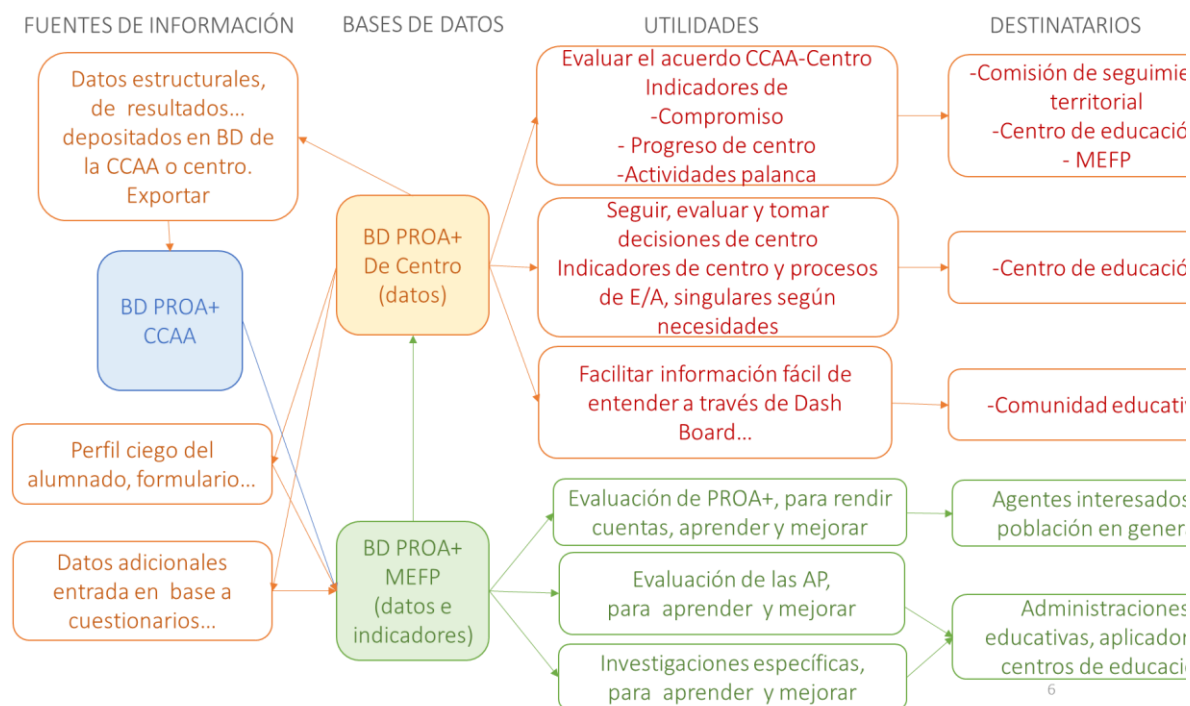 FUENTES DE INFORMACIÓN
BASES DE DATOS
UTILIDADES
DESTINATARIOS
Datos estructurales,
de resultados...
depositados en BD de
la CCAA o centro.
Exportar
BD PROA+
CCAA
Perfil ciego del
alumnado, formulario...
Datos adicionales
entrada en base a
cuestionarios...
BD PROA+
De Centro
(datos)
BD PROA+
MEFP
(datos e
indicadores)
Evaluar el acuerdo CCAA-Centro
Indicadores de
-Compromiso
- Progreso de centro
-Actividades palanca
Seguir, evaluar y tomar
decisiones de centro
Indicadores de centro y procesos
de E/A, singulares según
necesidades
Facilitar información fácil de
entender a través de Dash
Board...
Evaluación de PROA+, para rendir
cuentas, aprender y mejorar
Evaluación de las AP,
para aprender y mejorar
Investigaciones específicas,
para aprender y mejorar
-Comisión de seguimie
territorial
-Centro de educació
- MEFP
-Centro de educació
-Comunidad educativ
Agentes interesados
población en gener
Administraciones
educativas, aplicador
centros de educaci
6